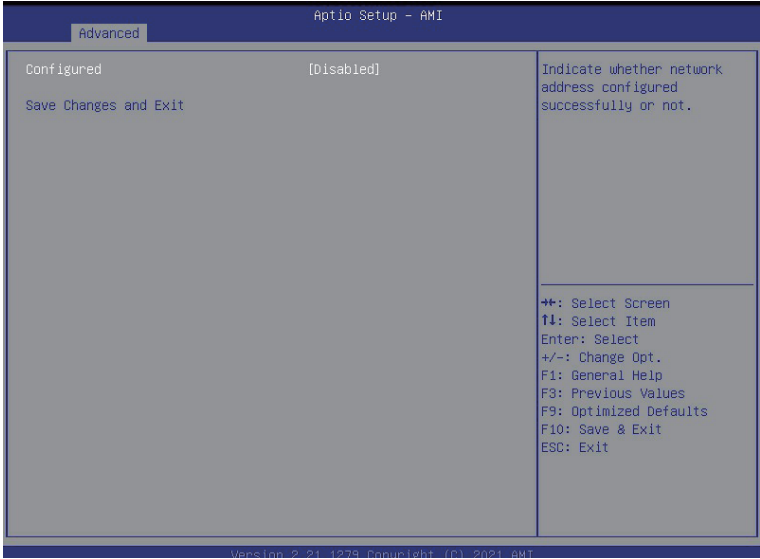 Aptio Setup – AMI
Advanced
Configured [Disabled]
Save Changes and Exit
Indicate whether network
address configured
successfully or not.
→←: Select Screen
↑↓: Select Item
Enter: Select
+/-: Change Opt.
F1: General Help
F3: Previous Values
F9: Optimized Defaults
F10: Save & Exit
ESC: Exit
Version 2.21.1279 Copyright (C) 2021 AMI